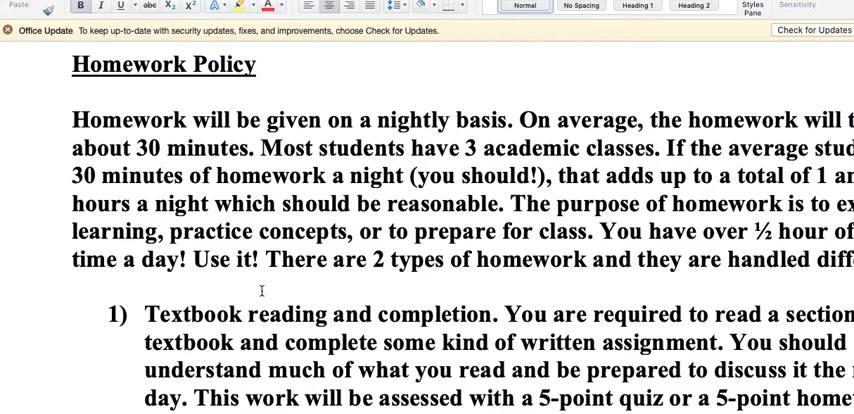 Paste B I U abc X₂ X² A A Normal No Spacing Heading 1 Heading 2 Styles Pane Sensitivity
Office Update To keep up-to-date with security updates, fixes, and improvements, choose Check for Updates. Check for Updates
Homework Policy
Homework will be given on a nightly basis. On average, the homework will t
about 30 minutes. Most students have 3 academic classes. If the average stud
30 minutes of homework a night (you should!), that adds up to a total of 1 an
hours a night which should be reasonable. The purpose of homework is to ex
learning, practice concepts, or to prepare for class. You have over ½ hour of
time a day! Use it! There are 2 types of homework and they are handled diff
1) Textbook reading and completion. You are required to read a section
textbook and complete some kind of written assignment. You should
understand much of what you read and be prepared to discuss it the
day. This work will be assessed with a 5-point quiz or a 5-point home